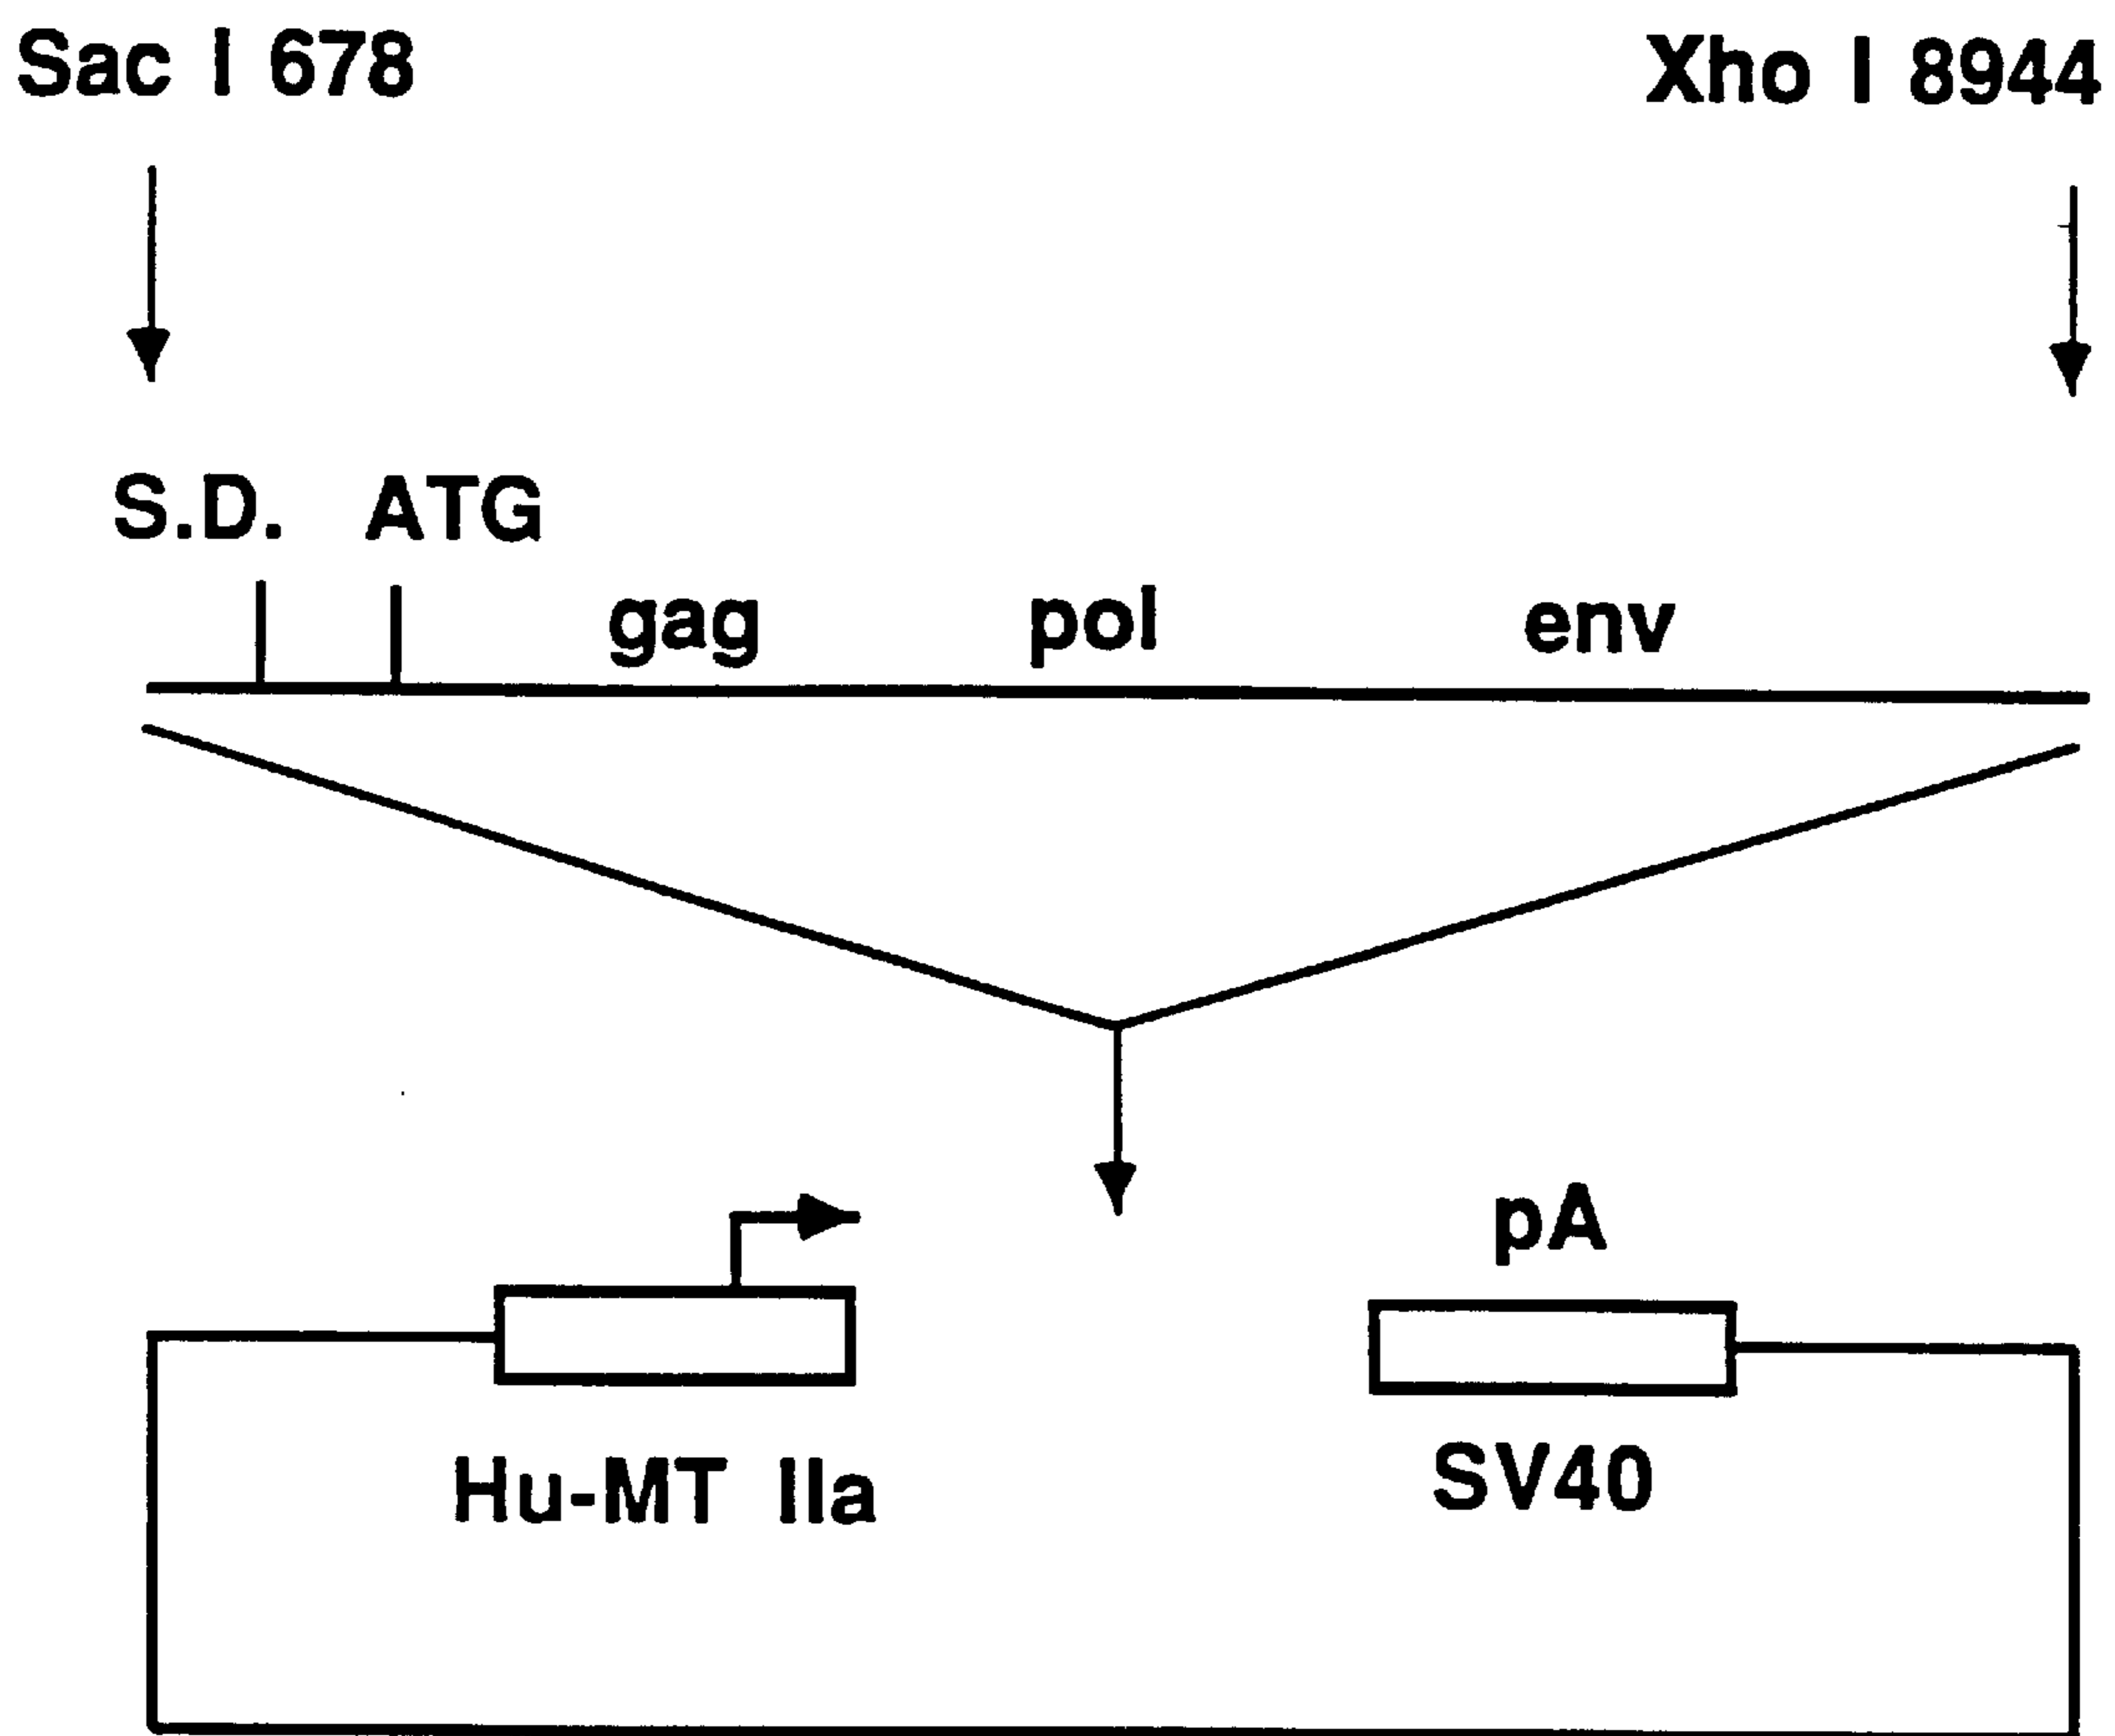 Sac I 678
Xho I 8944
S.D. ATG
gag pol env
pA
Hu-MT IIa
SV40